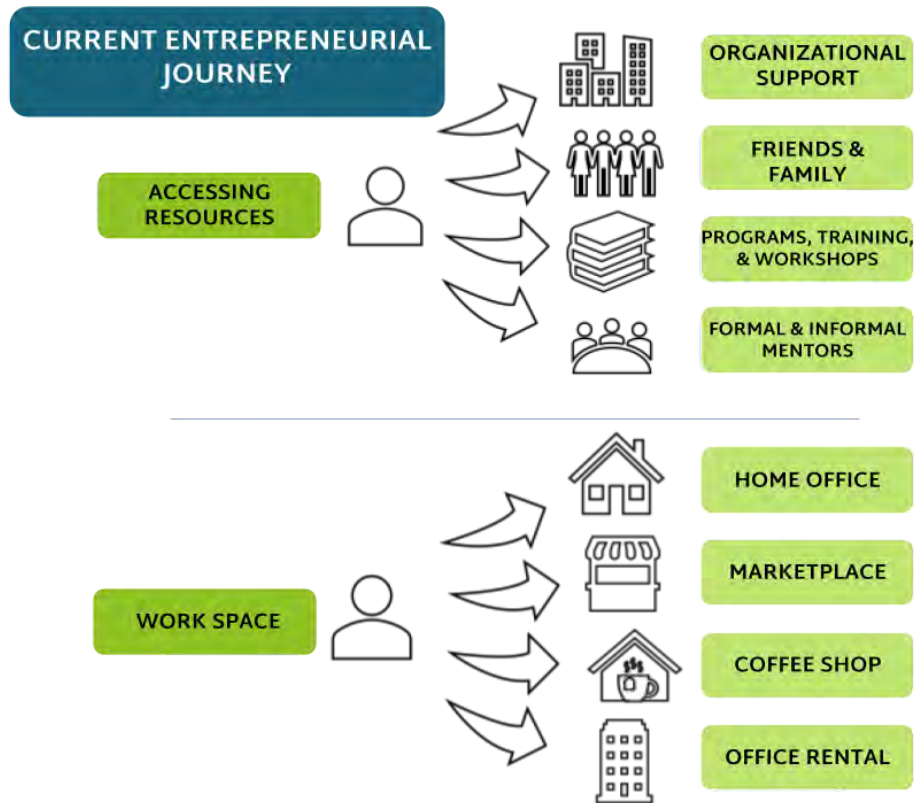 CURRENT ENTREPRENEURIAL
JOURNEY
ACCESSING
RESOURCES
ORGANIZATIONAL
SUPPORT
FRIENDS &
FAMILY
PROGRAMS, TRAINING,
& WORKSHOPS
FORMAL & INFORMAL
MENTORS
WORK SPACE
HOME OFFICE
MARKETPLACE
$$$
COFFEE SHOP
OFFICE RENTAL